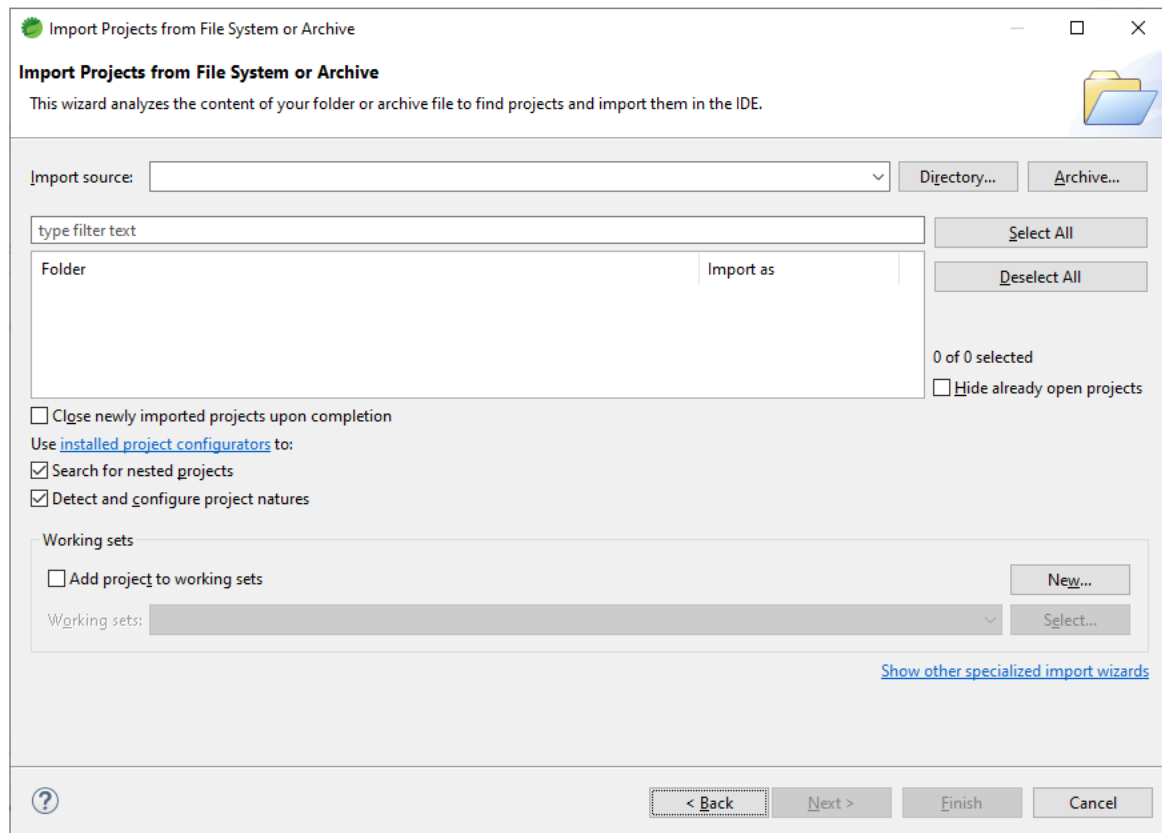 Import Projects from File System or Archive
Import Projects from File System or Archive
This wizard analyzes the content of your folder or archive file to find projects and import them in the IDE.
Import source: Directory... Archive...
type filter text
Select All
Folder Import as
Deselect All
0 of 0 selected
Hide already open projects
Close newly imported projects upon completion
Use installed project configurators to:
Search for nested projects
Detect and configure project natures
Working sets
Add project to working sets New...
Working sets: Select...
Show other specialized import wizards
? < Back Next > Finish Cancel